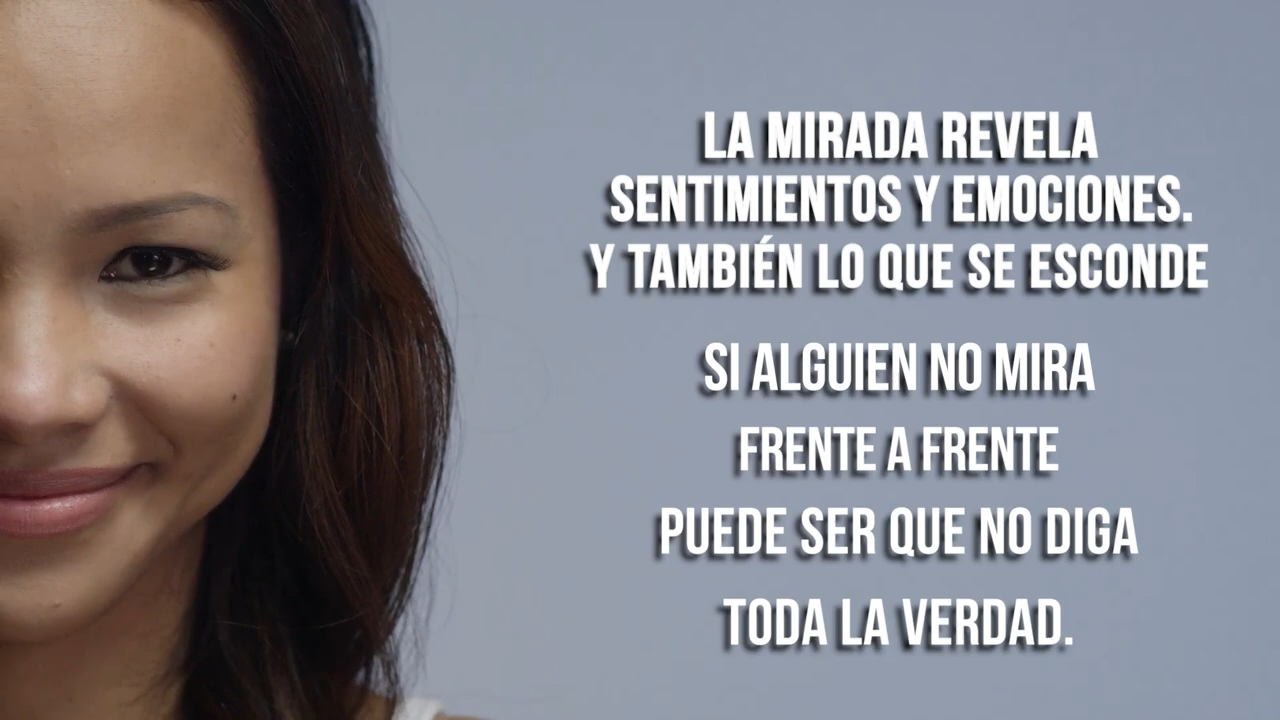 LA MIRADA REVELA
SENTIMIENTOS Y EMOCIONES.
Y TAMBIÉN LO QUE SE ESCONDE
SI ALGUIEN NO MIRA
FRENTE A FRENTE
PUEDE SER QUE NO DIGA
TODA LA VERDAD.